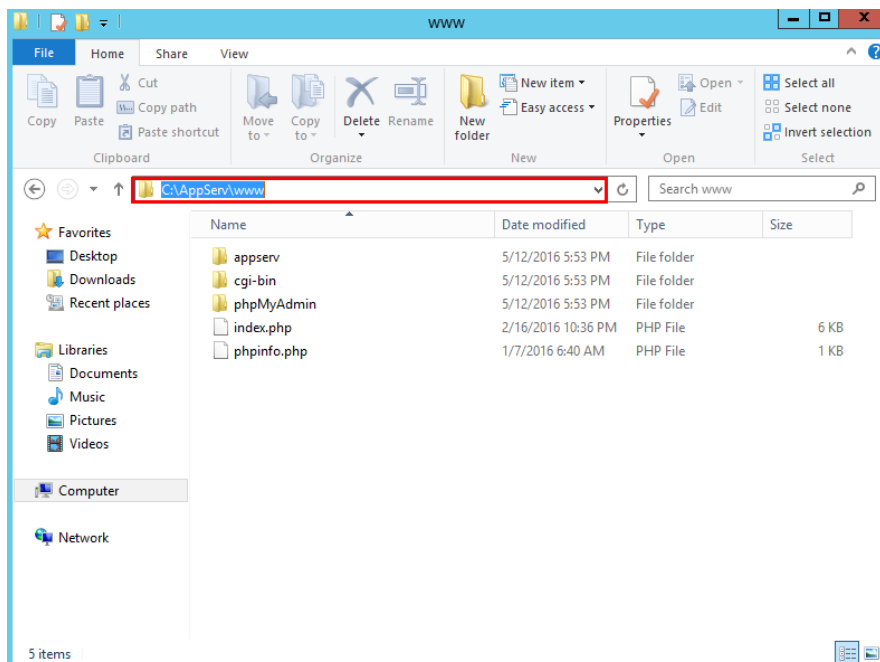 www
File Home Share View
Copy
Paste
Cut
Copy path
Paste shortcut
Clipboard
Move to
Copy to
Delete
Rename
Organize
New folder
New item
Easy access
New
Properties
Open
Edit
Open
Select all
Select none
Invert selection
Select
C:\AppServ\www
Search www
Favorites
Desktop
Downloads
Recent places
Libraries
Documents
Music
Pictures
Videos
Computer
Network
Name Date modified Type Size
appserv 5/12/2016 5:53 PM File folder
cgi-bin 5/12/2016 5:53 PM File folder
phpMyAdmin 5/12/2016 5:53 PM File folder
index.php 2/16/2016 10:36 PM PHP File 6 KB
phpinfo.php 1/7/2016 6:40 AM PHP File 1 KB
5 items